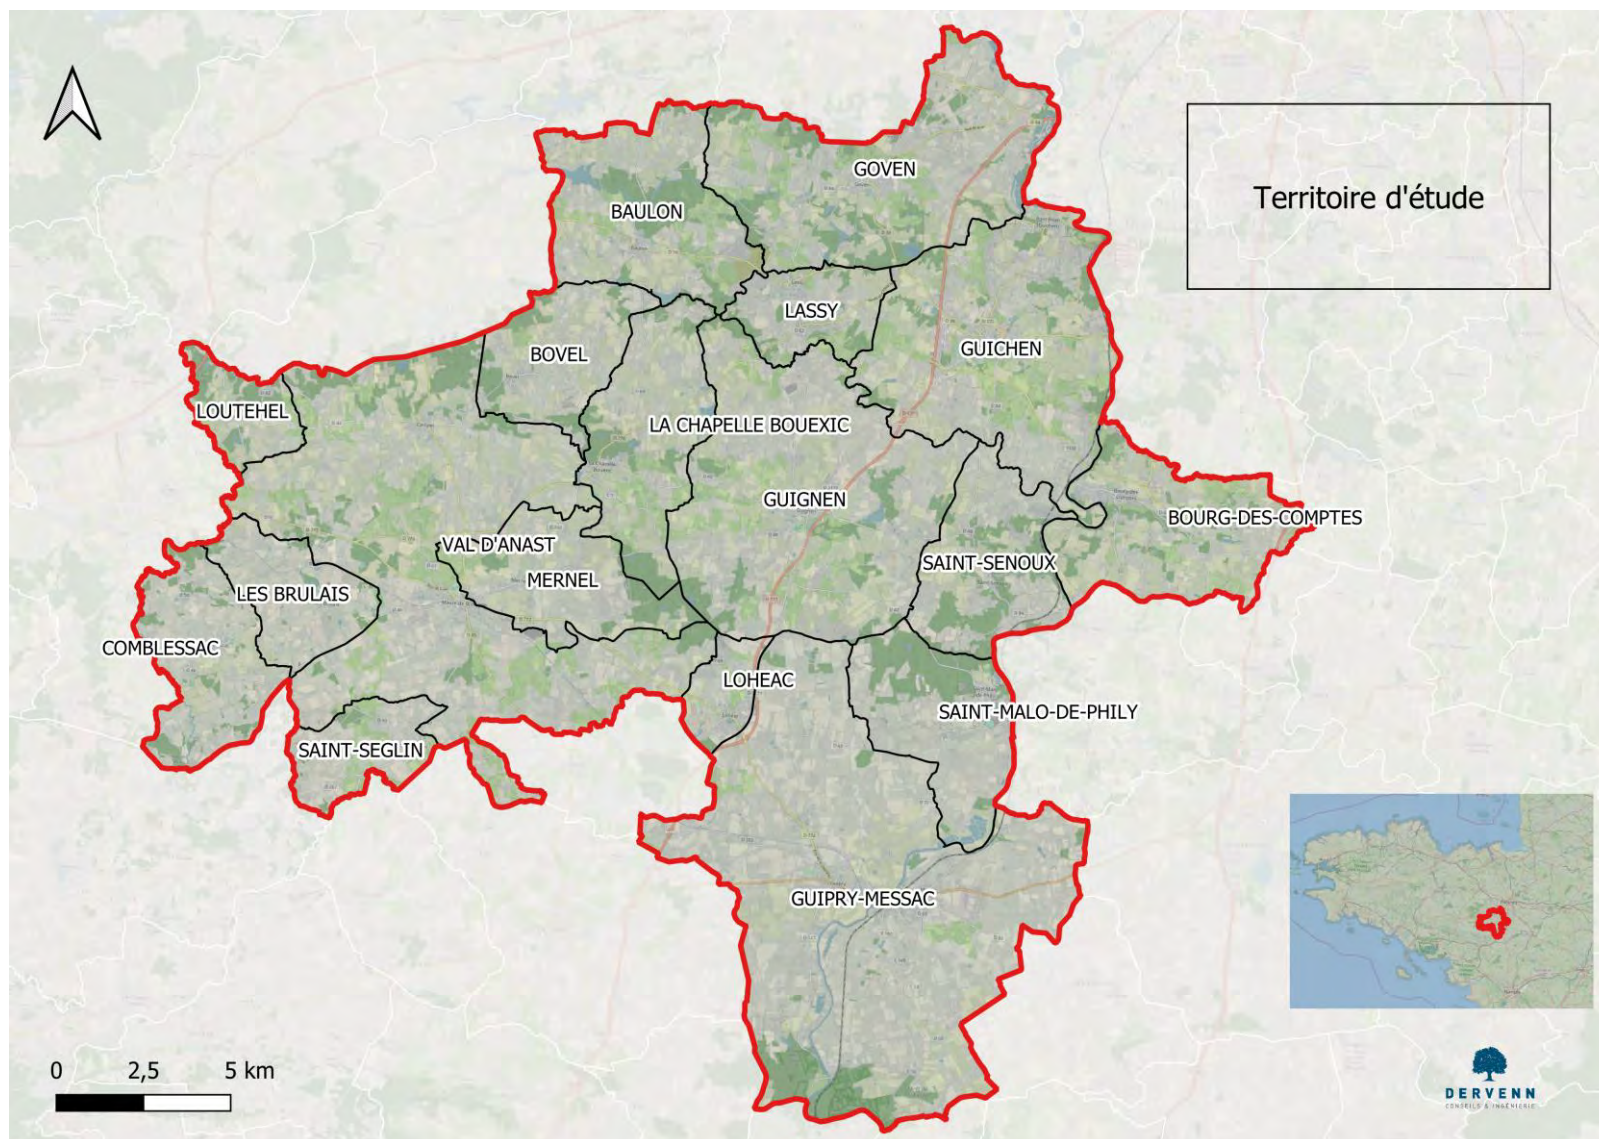 Territoire d'étude
GOVEN
BAULON
LASSY
GUICHEN
BOVEL
LOUTEHEL
LA CHAPELLE BOUEXIC
GUIGNEN
BOURG-DES-COMPTES
VAL D'ANAST
SAINT-SENOUX
MERNEL
LES BRULAIS
COMBLESSAC
LOHEAC
SAINT-MALO-DE-PHILY
SAINT-SEGLIN
GUIPRY-MESSAC
0 2,5 5 km
DERVENN
CONSEILS & INGÉNIERIE